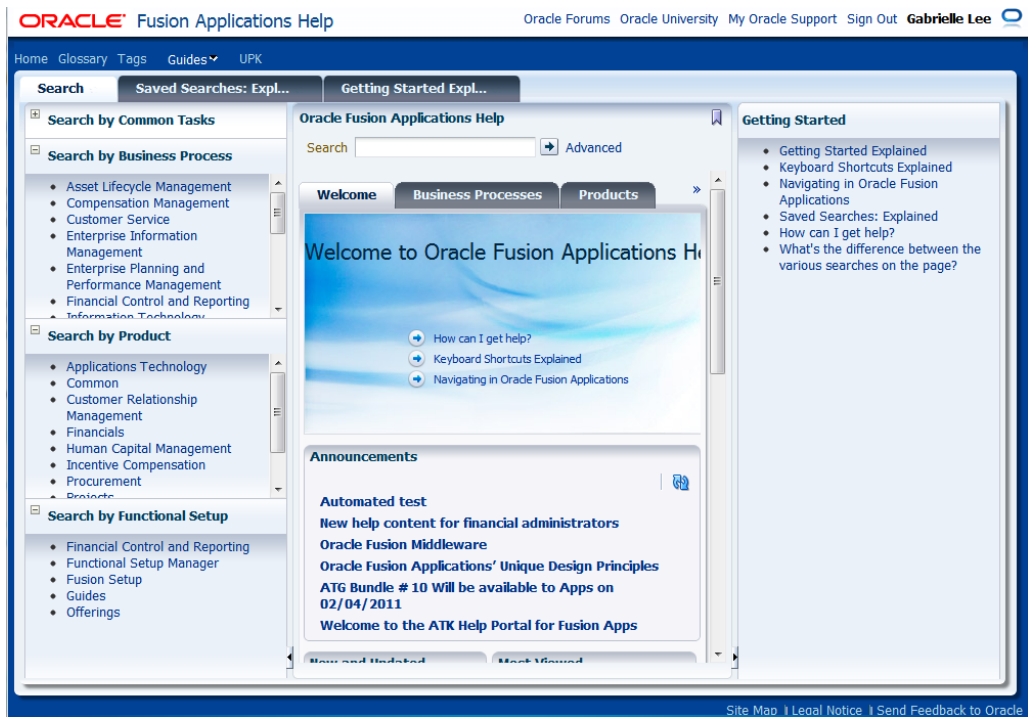 ORACLE Fusion Applications Help
Oracle Forums Oracle University My Oracle Support Sign Out Gabrielle Lee
Home Glossary Tags Guides UPK
Search Saved Searches: Expl... Getting Started Expl...
Search by Common Tasks
Search by Business Process
Asset Lifecycle Management
Compensation Management
Customer Service
Enterprise Information
Management
Enterprise Planning and
Performance Management
Financial Control and Reporting
Information Technology
Search by Product
Applications Technology
Common
Customer Relationship
Management
Financials
Human Capital Management
Incentive Compensation
Procurement
Projects
Search by Functional Setup
Financial Control and Reporting
Functional Setup Manager
Fusion Setup
Guides
Offerings
Oracle Fusion Applications Help
Search Advanced
Welcome Business Processes Products »
Welcome to Oracle Fusion Applications H
How can I get help?
Keyboard Shortcuts Explained
Navigating in Oracle Fusion Applications
Announcements
Automated test
New help content for financial administrators
Oracle Fusion Middleware
Oracle Fusion Applications' Unique Design Principles
ATG Bundle # 10 Will be available to Apps on
02/04/2011
Welcome to the ATK Help Portal for Fusion Apps
New and Updated Most Viewed
Getting Started
Getting Started Explained
Keyboard Shortcuts Explained
Navigating in Oracle Fusion
Applications
Saved Searches: Explained
How can I get help?
What's the difference between the
various searches on the page?
Site Map Legal Notice Send Feedback to Oracle